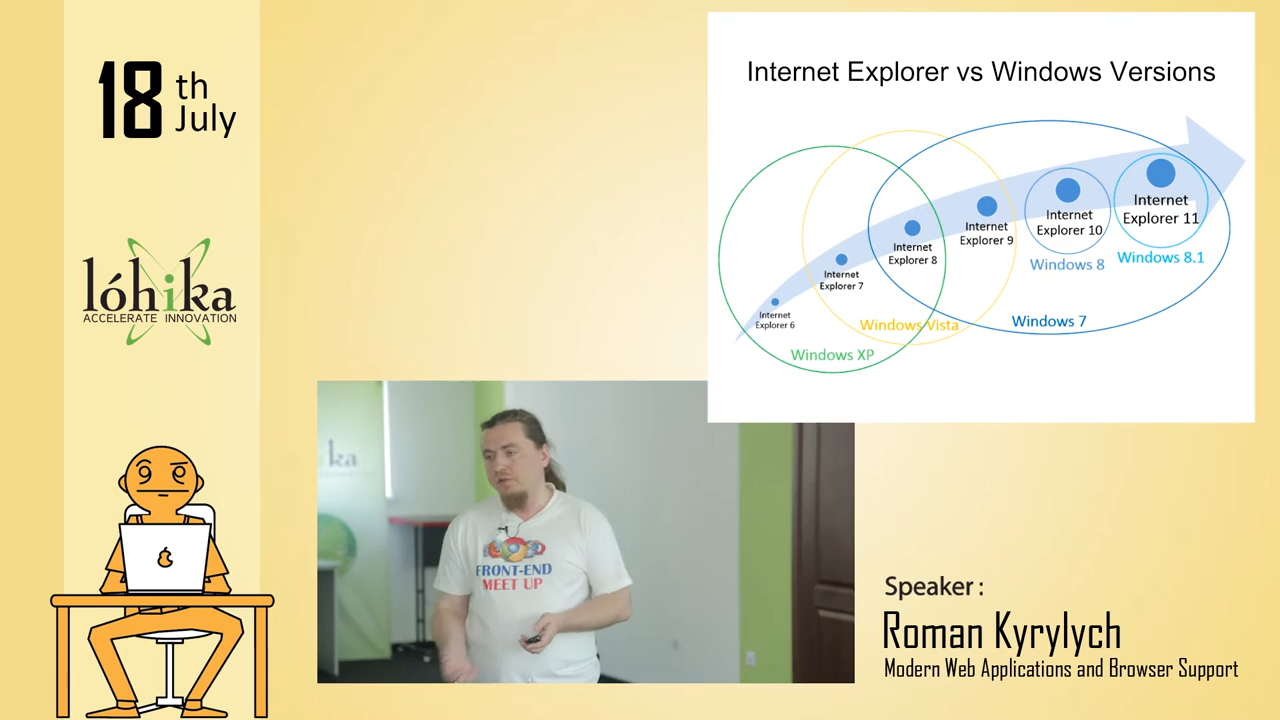 18 th
July
lóhika
ACCELERATE INNOVATION
Internet Explorer vs Windows Versions
Internet
Explorer 6
Internet
Explorer 7
Internet
Explorer 8
Internet
Explorer 9
Internet
Explorer 10
Internet
Explorer 11
Windows XP
Windows Vista
Windows 7
Windows 8
Windows 8.1
ka
FRONT-END
MEET UP
Speaker :
Roman Kyrylych
Modern Web Applications and Browser Support